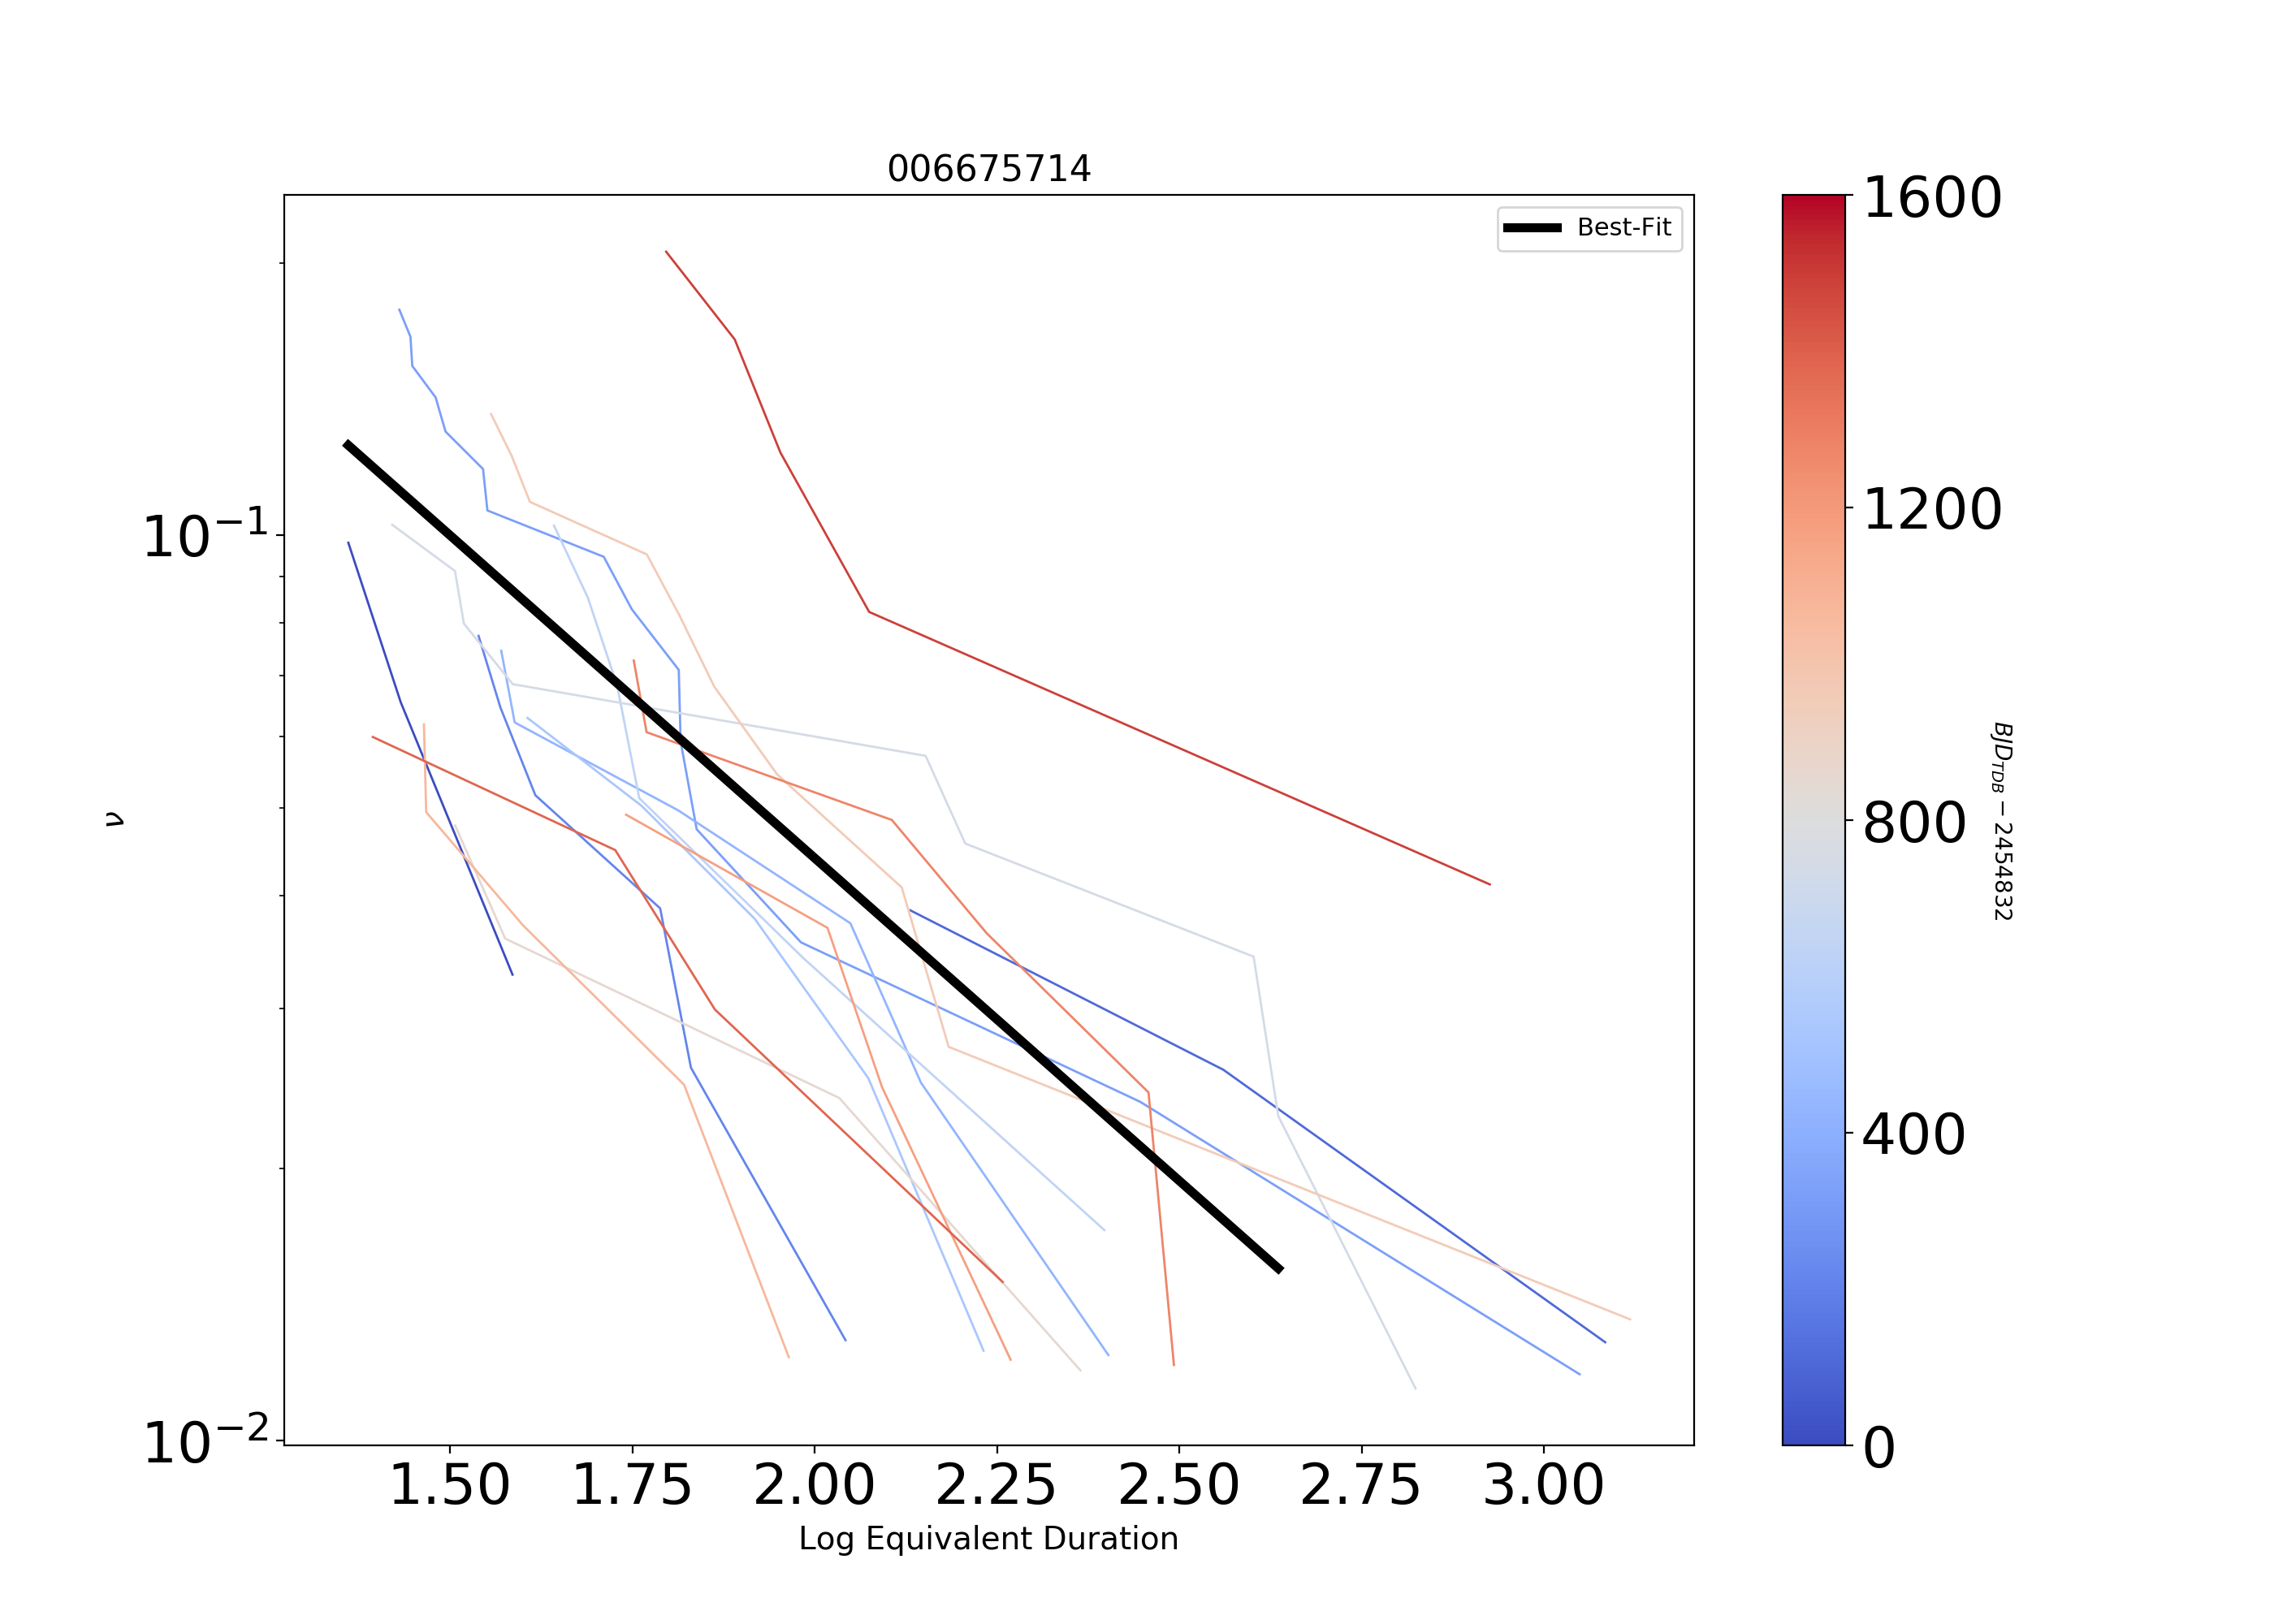 006675714
Best-Fit
10⁻¹
10⁻²
ν
1.50 1.75 2.00 2.25 2.50 2.75 3.00
Log Equivalent Duration
1600
1200
800
400
0
BJD_TDB − 2454832